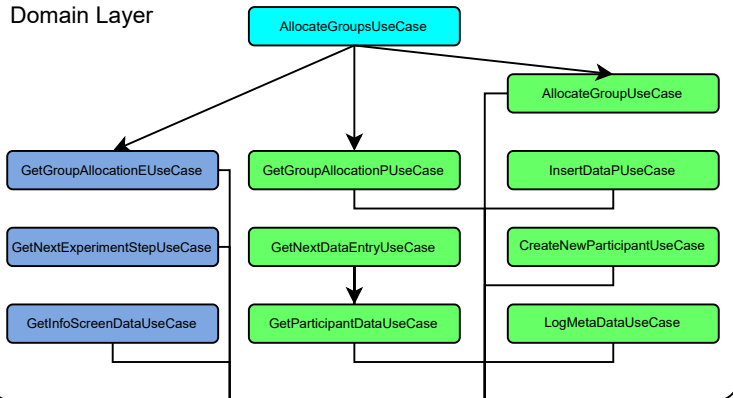 Domain Layer
AllocateGroupsUseCase
AllocateGroupUseCase
GetGroupAllocationEUseCase
GetGroupAllocationPUseCase
InsertDataPUseCase
GetNextExperimentStepUseCase
GetNextDataEntryUseCase
CreateNewParticipantUseCase
GetInfoScreenDataUseCase
GetParticipantDataUseCase
LogMetaDataUseCase